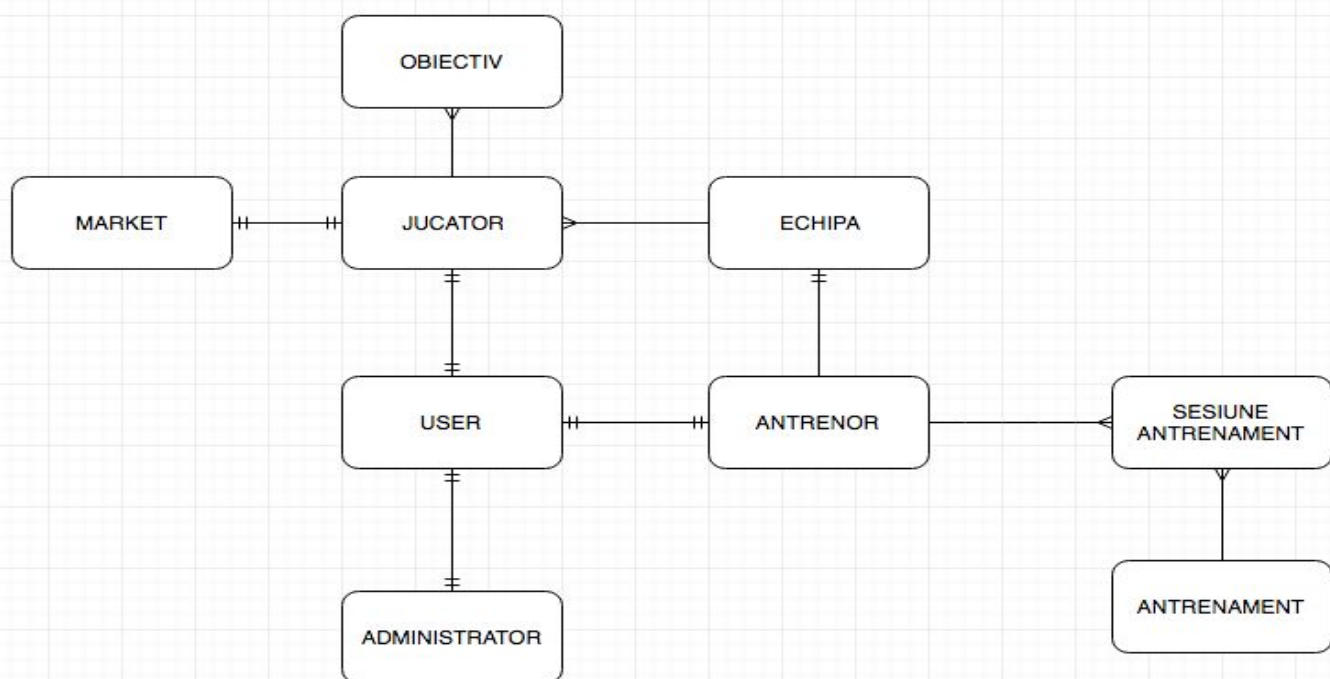 OBIECTIV
MARKET
JUCATOR
ECHIPA
USER
ANTRENOR
SESIUNE
ANTRENAMENT
ADMINISTRATOR
ANTRENAMENT